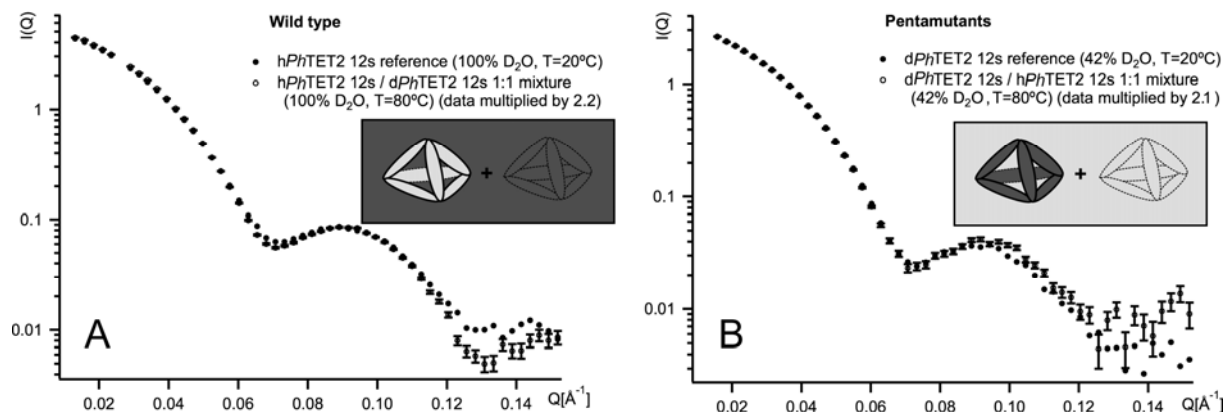 I(Q)
Wild type
hPhTET2 12s reference (100% D₂O, T=20ºC)
hPhTET2 12s / dPhTET2 12s 1:1 mixture
(100% D₂O, T=80ºC) (data multiplied by 2.2)
1
0.1
0.01
+
A
0.02
0.04
0.06
0.08
0.10
0.12
0.14
Q[Å⁻¹]
I(Q)
Pentamutants
dPhTET2 12s reference (42% D₂O, T=20ºC)
dPhTET2 12s / hPhTET2 12s 1:1 mixture
(42% D₂O, T=80ºC) (data multiplied by 2.1 )
1
0.1
0.01
+
B
0.02
0.04
0.06
0.08
0.10
0.12
0.14
Q[Å⁻¹]